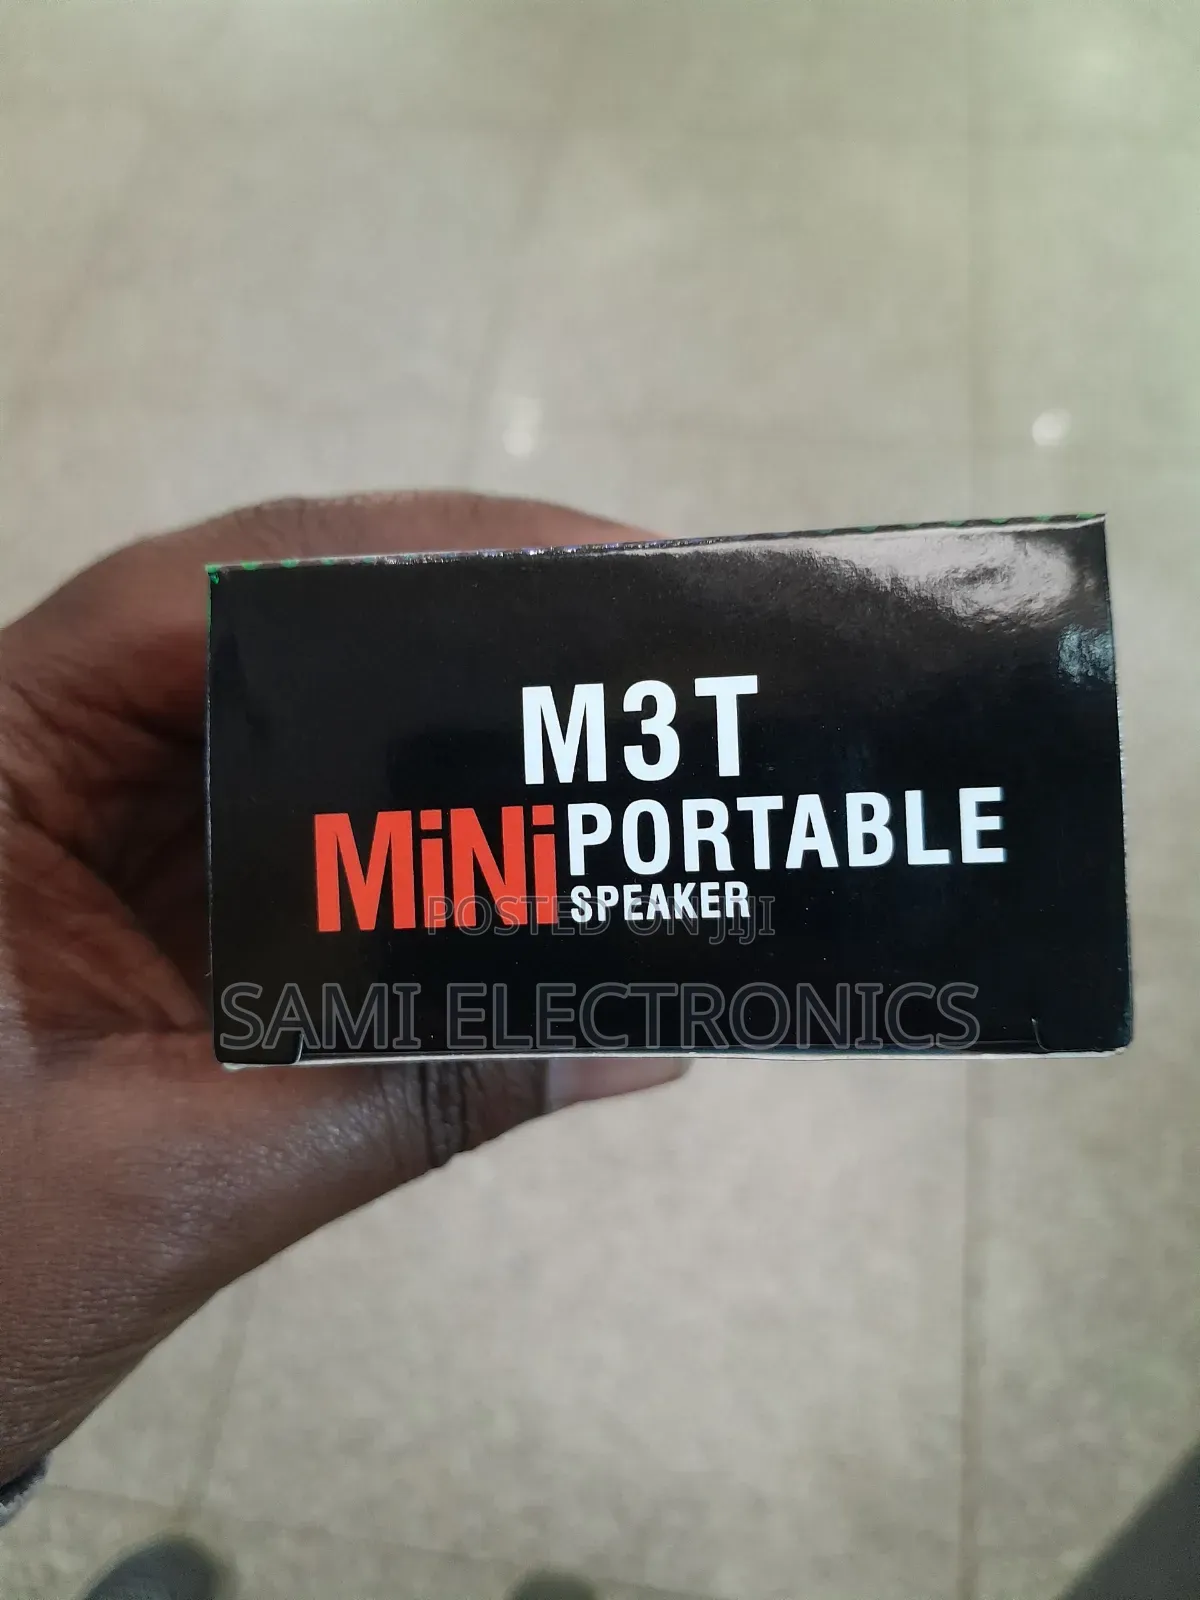 M3T
MiNi PORTABLE
SPEAKER
POSTED ON JIJI
SAMI ELECTRONICS